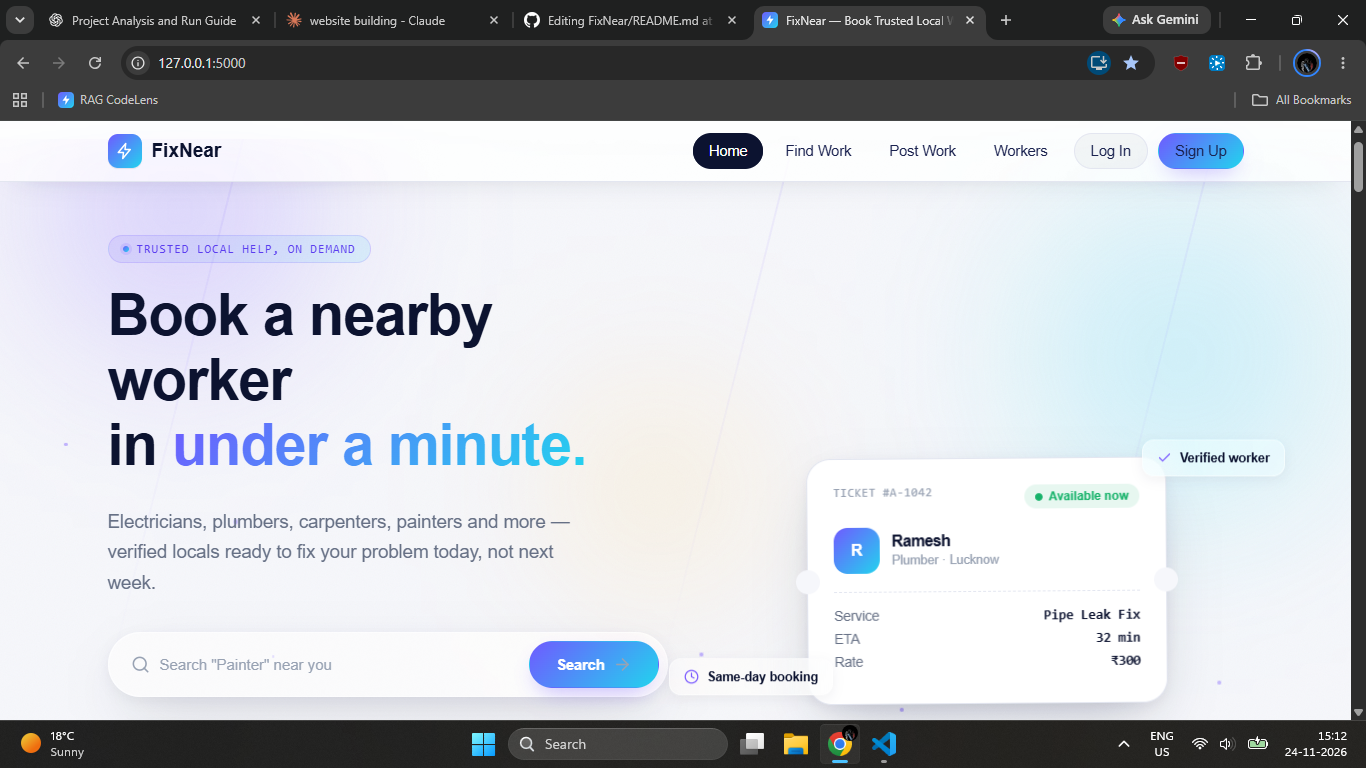 Project Analysis and Run Guide
website building - Claude
Editing FixNear/README.md at
FixNear — Book Trusted Local W
Ask Gemini
127.0.0.1:5000
RAG CodeLens
All Bookmarks
FixNear
Home
Find Work
Post Work
Workers
Log In
Sign Up
TRUSTED LOCAL HELP, ON DEMAND
Book a nearby
worker
in under a minute.
Electricians, plumbers, carpenters, painters and more —
verified locals ready to fix your problem today, not next
week.
Search "Painter" near you
Search
Verified worker
TICKET #A-1042
Available now
R
Ramesh
Plumber · Lucknow
Service
Pipe Leak Fix
ETA
32 min
Rate
₹300
Same-day booking
18°C
Sunny
Search
ENG
US
15:12
24-11-2026